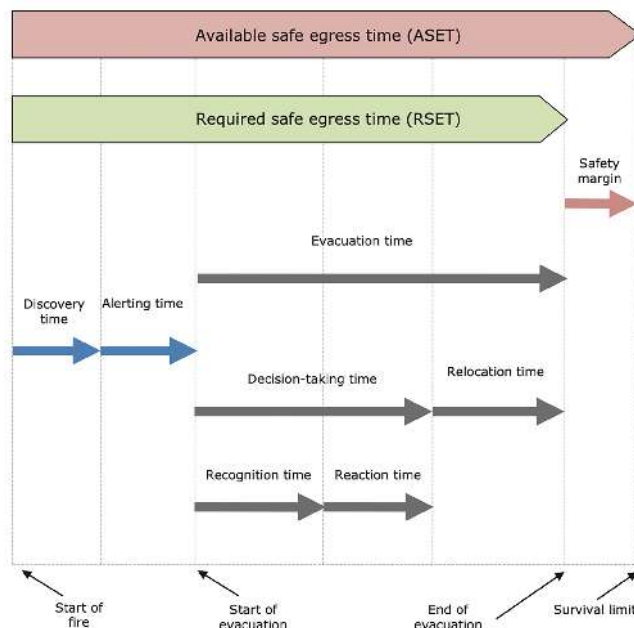 Available safe egress time (ASET)
Required safe egress time (RSET)
Safety
margin
Evacuation time
Discovery
time
Alerting time
Decision-taking time
Relocation time
Recognition time
Reaction time
Start of
fire
Start of
evacuation
End of
evacuation
Survival limit